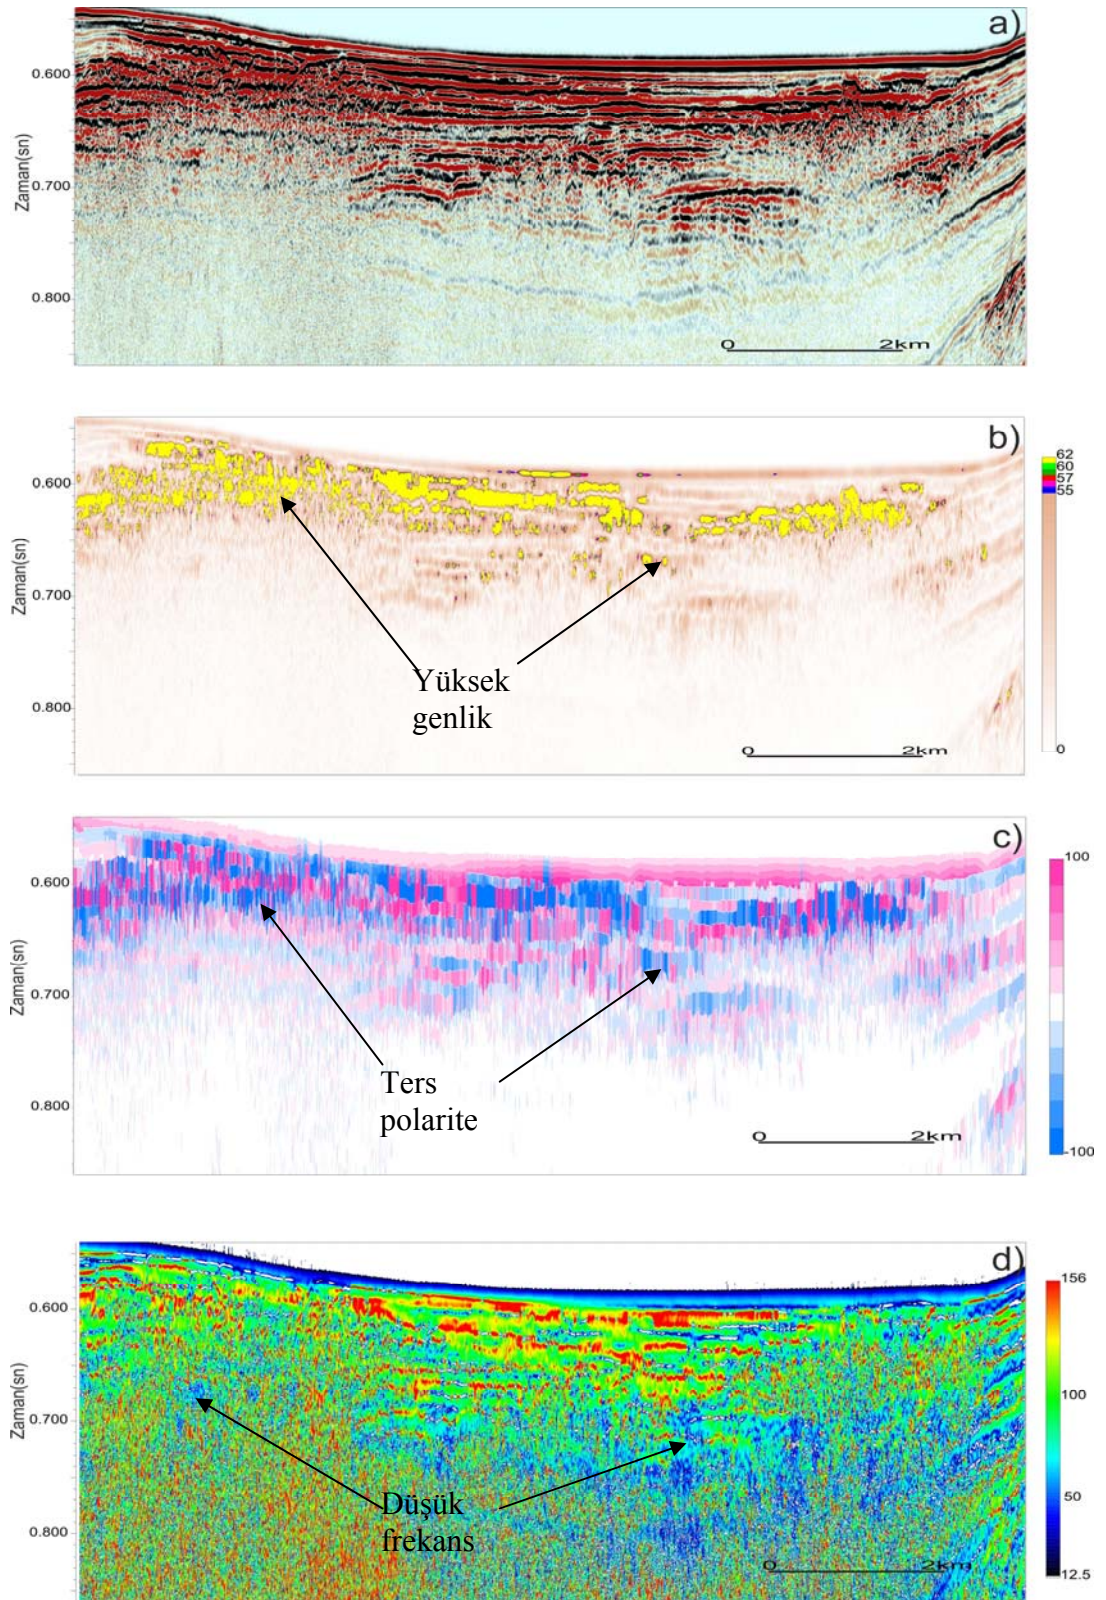 a)
0.600
0.700
0.800
Zaman(sn)
0 2km
b)
0.600
0.700
0.800
Zaman(sn)
Yüksek
genlik
0 2km
62
60
57
55
0
c)
0.600
0.700
0.800
Zaman(sn)
Ters
polarite
0 2km
100
-100
d)
0.600
0.700
0.800
Zaman(sn)
Düşük
frekans
0 2km
156
100
50
12.5